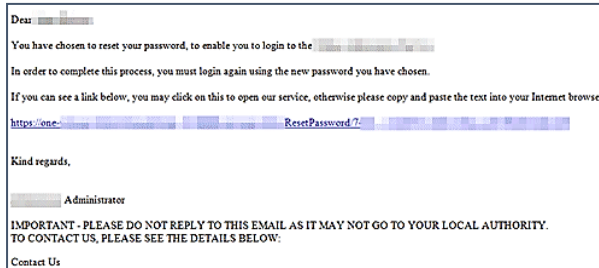 Dear
You have chosen to reset your password, to enable you to login to the
In order to complete this process, you must login again using the new password you have chosen.
If you can see a link below, you may click on this to open our service, otherwise please copy and paste the text into your Internet browse
https://one- ResetPassword/7-
Kind regards,
Administrator
IMPORTANT - PLEASE DO NOT REPLY TO THIS EMAIL AS IT MAY NOT GO TO YOUR LOCAL AUTHORITY.
TO CONTACT US, PLEASE SEE THE DETAILS BELOW:
Contact Us